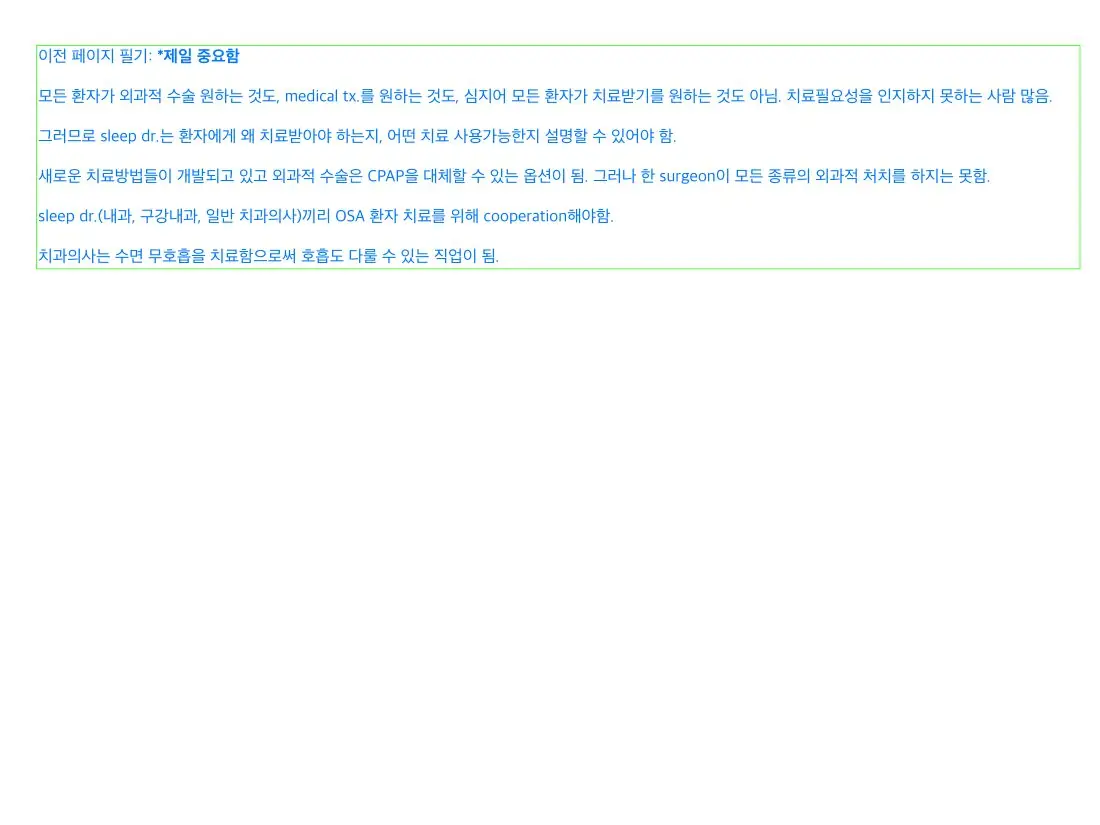 이전 페이지 필기: *제일 중요함
모든 환자가 외과적 수술 원하는 것도, medical tx.를 원하는 것도, 심지어 모든 환자가 치료받기를 원하는 것도 아님. 치료필요성을 인지하지 못하는 사람 많음.
그러므로 sleep dr.는 환자에게 왜 치료받아야 하는지, 어떤 치료 사용가능한지 설명할 수 있어야 함.
새로운 치료방법들이 개발되고 있고 외과적 수술은 CPAP을 대체할 수 있는 옵션이 됨. 그러나 한 surgeon이 모든 종류의 외과적 처치를 하지는 못함.
sleep dr.(내과, 구강내과, 일반 치과의사)끼리 OSA 환자 치료를 위해 cooperation해야함.
치과의사는 수면 무호흡을 치료함으로써 호흡도 다룰 수 있는 직업이 됨.